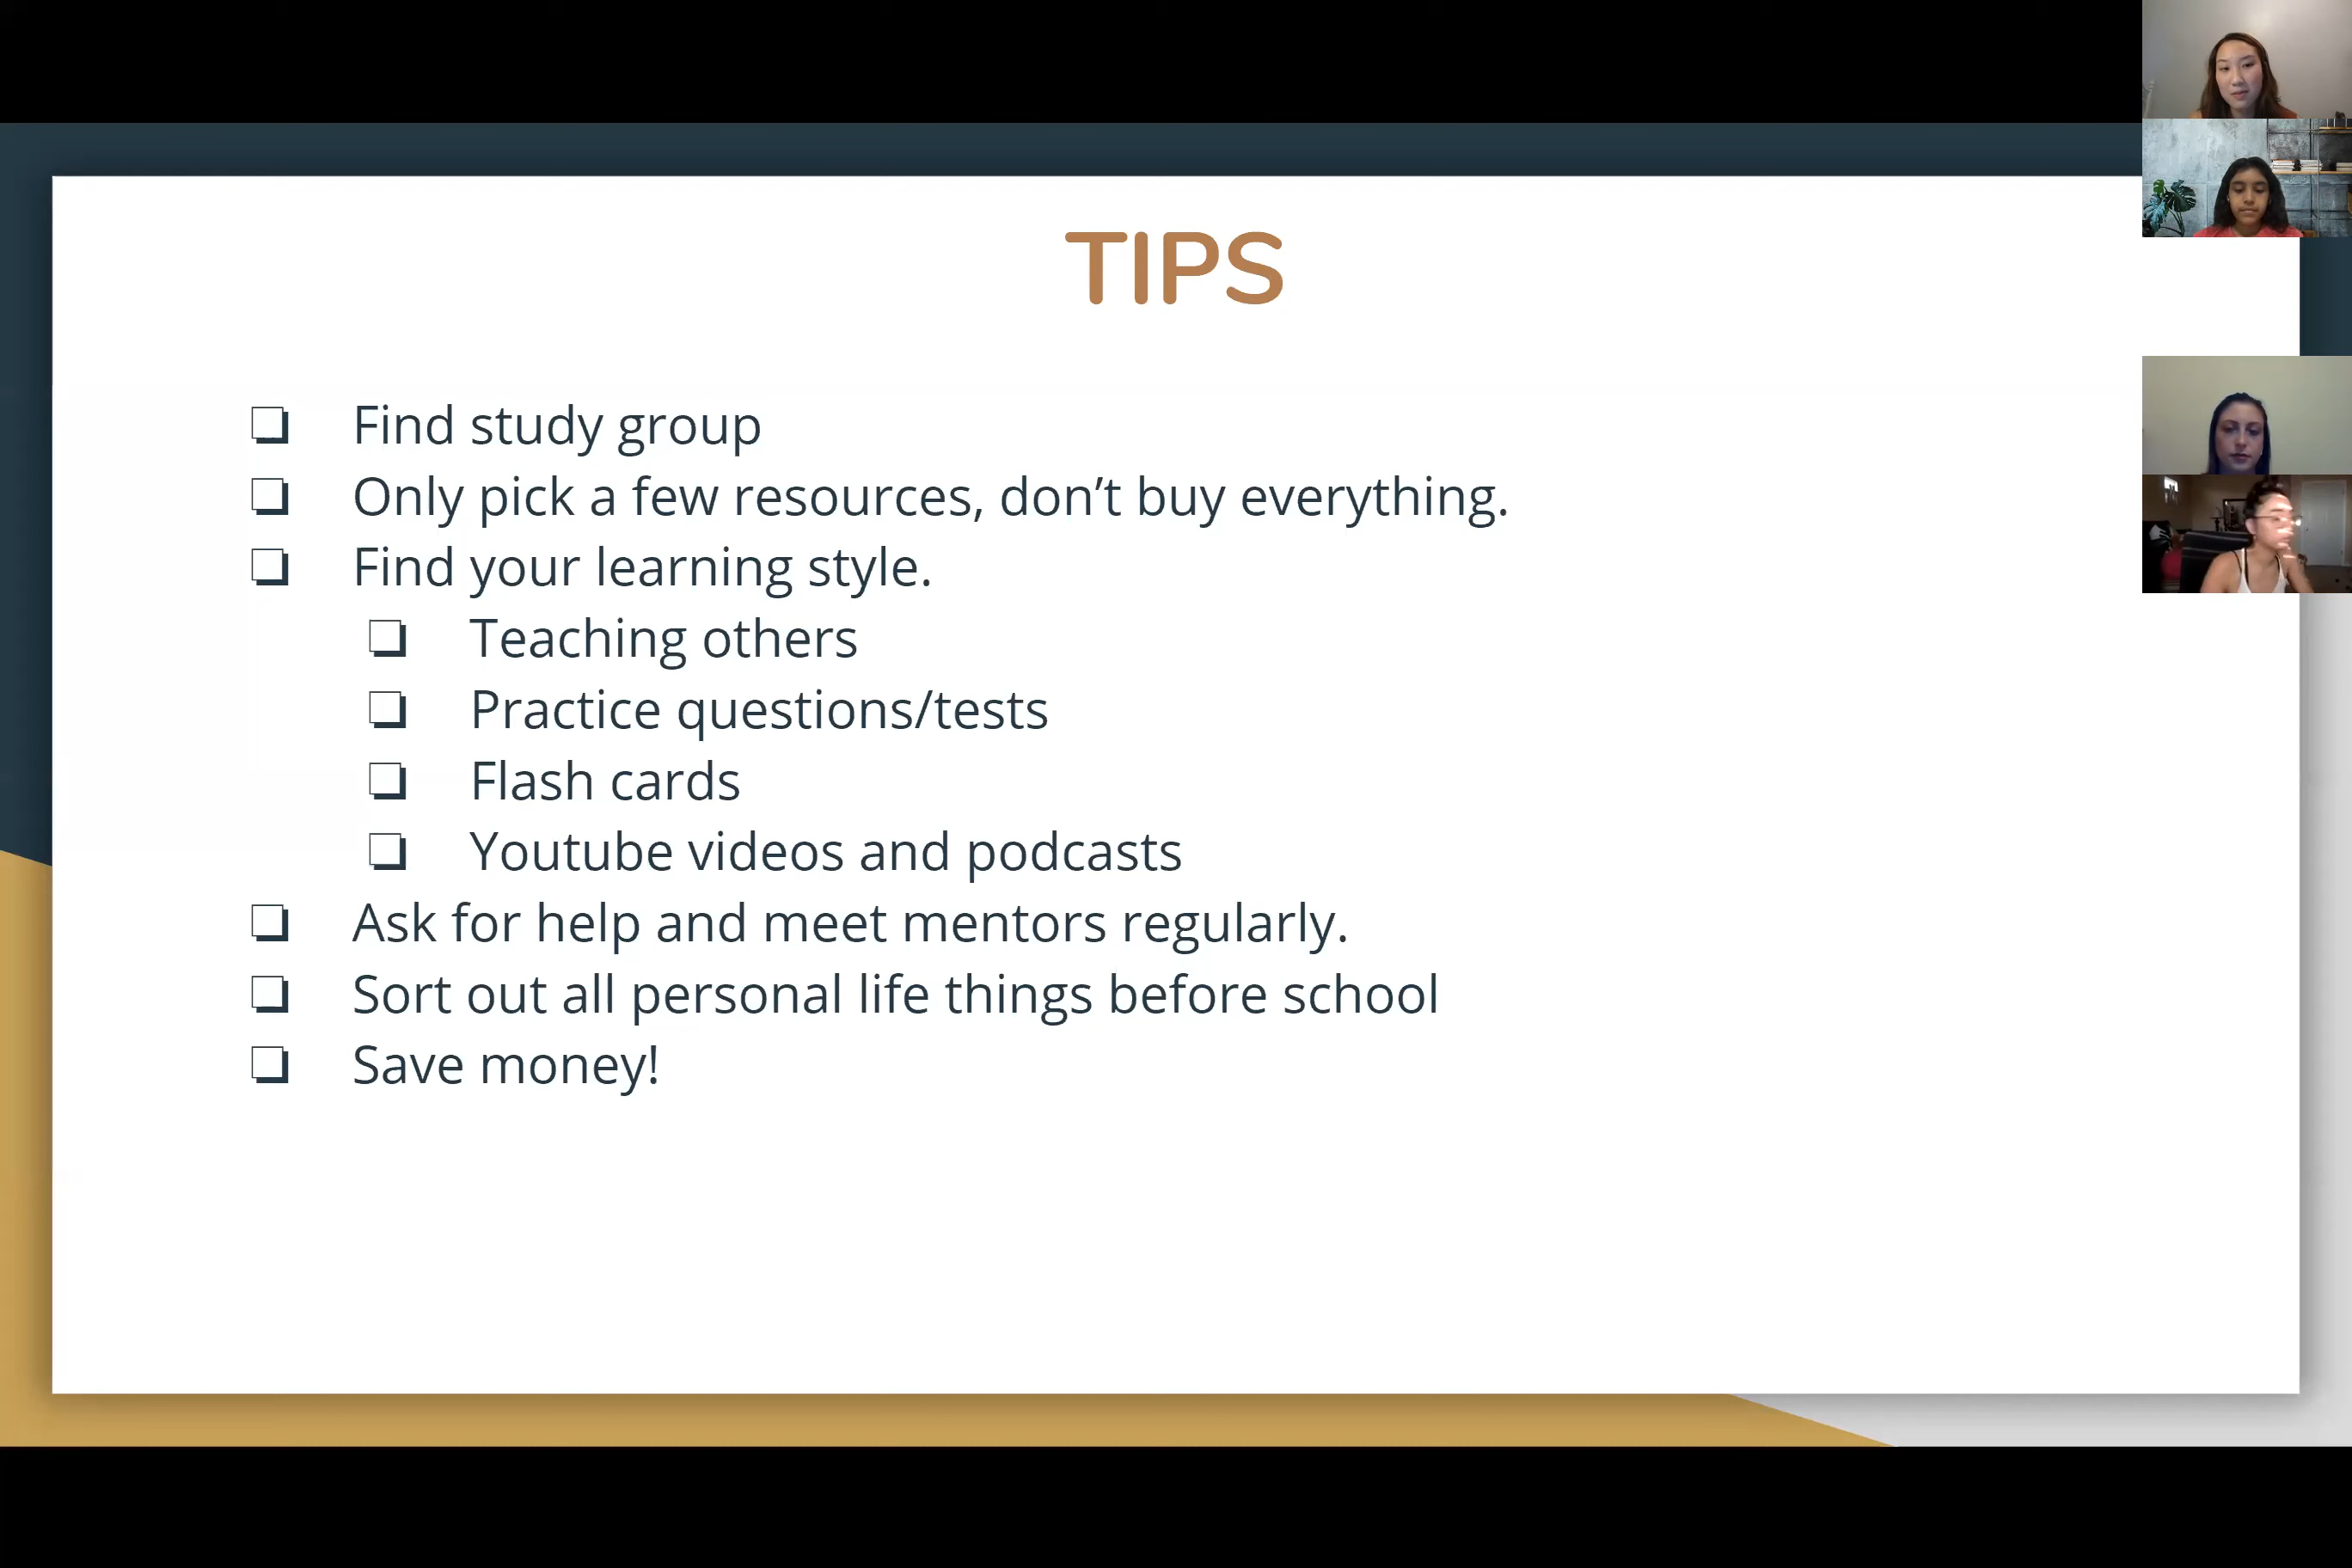 TIPS
Find study group
Only pick a few resources, don’t buy everything.
Find your learning style.
Teaching others
Practice questions/tests
Flash cards
Youtube videos and podcasts
Ask for help and meet mentors regularly.
Sort out all personal life things before school
Save money!